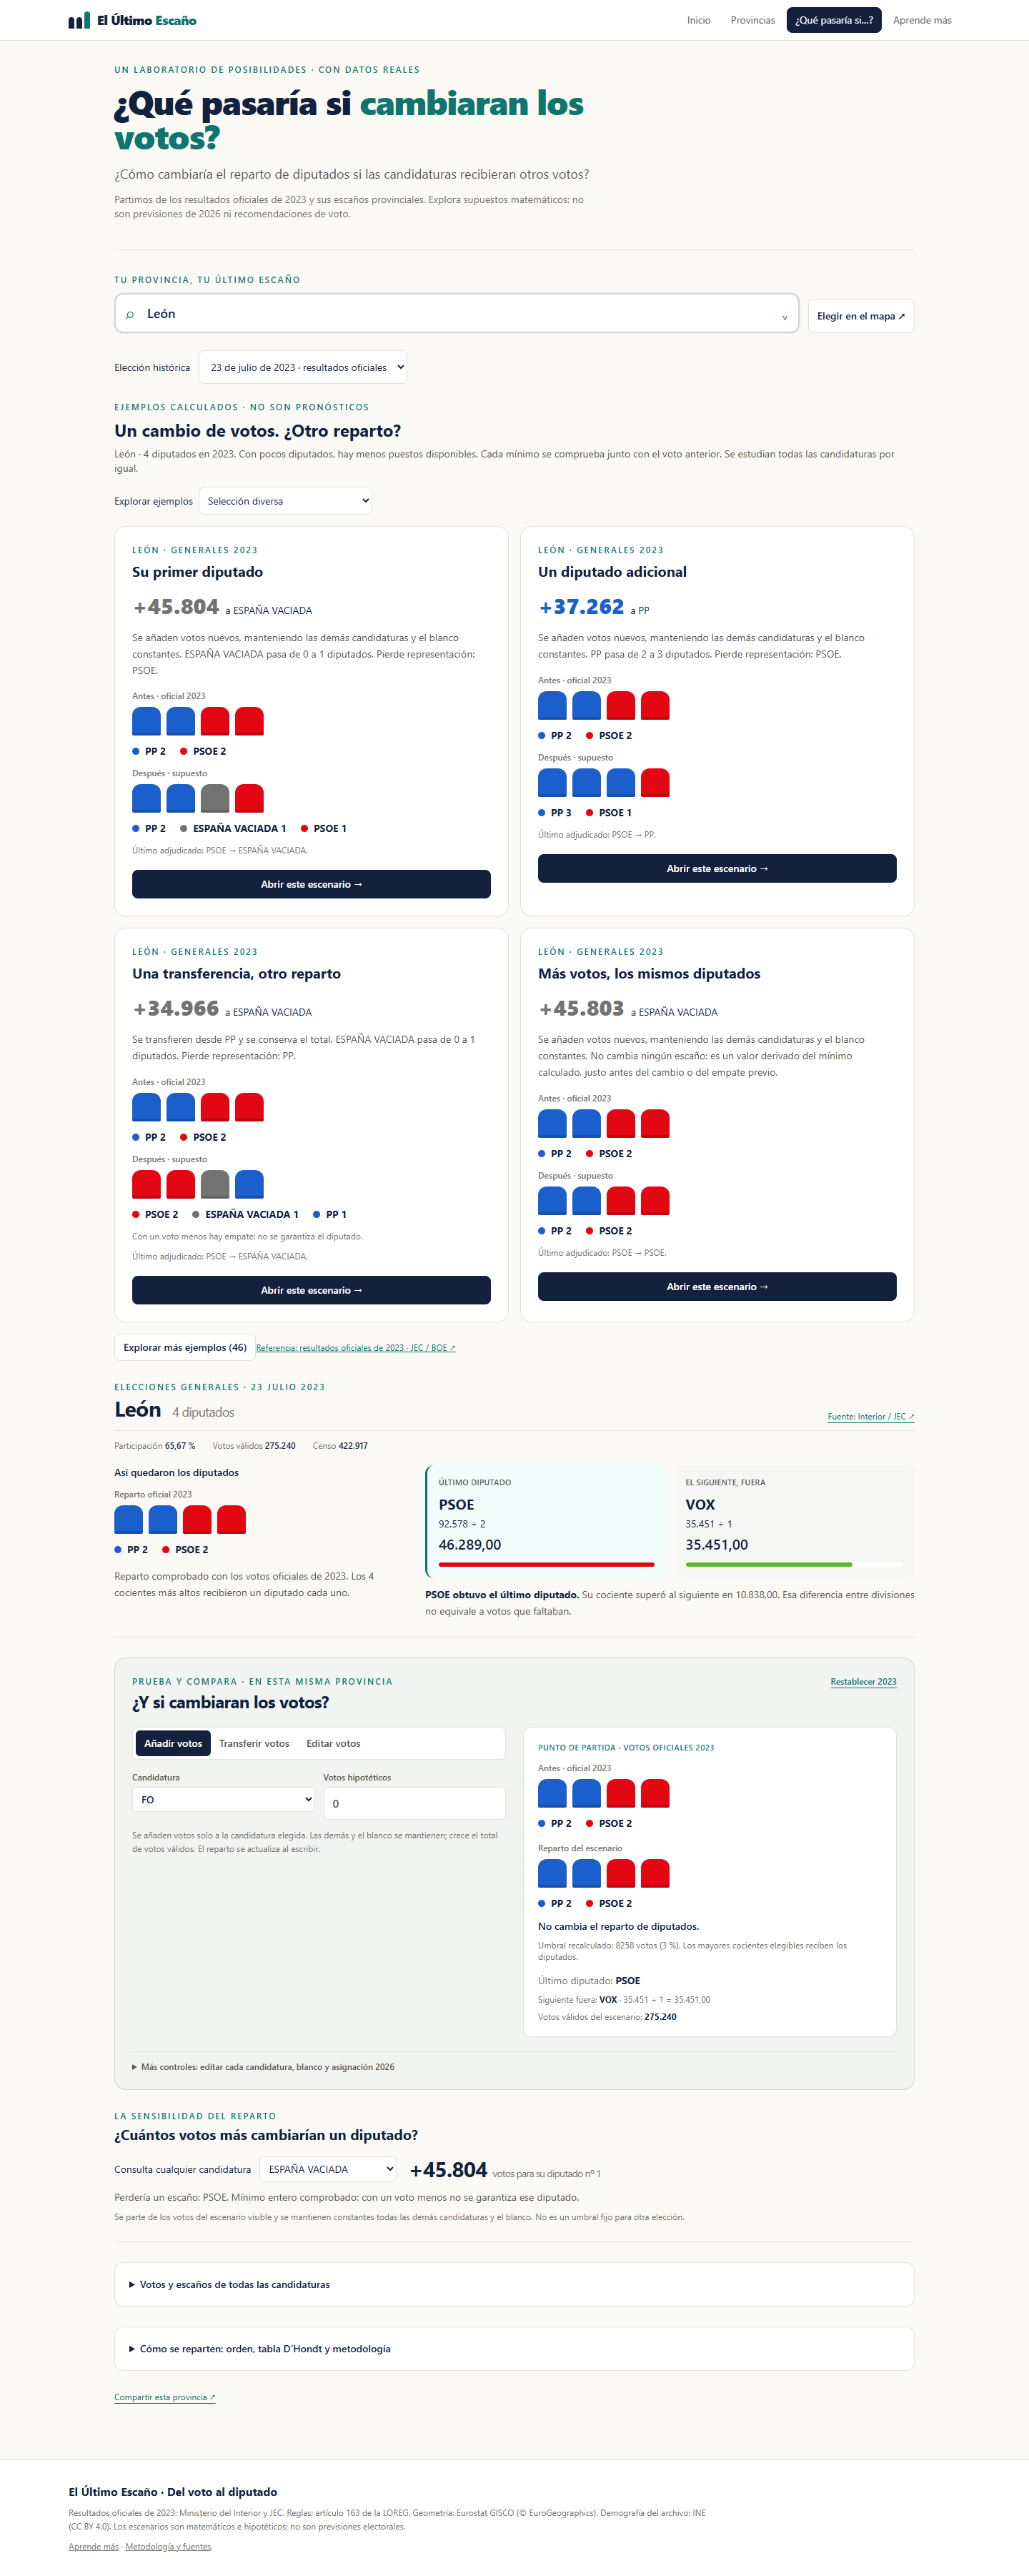 El Último Escaño
Inicio
Provincias
¿Qué pasaría si...?
Aprende más
UN LABORATORIO DE POSIBILIDADES · CON DATOS REALES
¿Qué pasaría si cambiaran los
votos?
¿Cómo cambiaría el reparto de diputados si las candidaturas recibieran otros votos?
Partimos de los resultados oficiales de 2023 y sus escaños provinciales. Explora supuestos matemáticos: no
son previsiones de 2026 ni recomendaciones de voto.
TU PROVINCIA, TU ÚLTIMO ESCAÑO
León
Elegir en el mapa ↗
Elección histórica
23 de julio de 2023 · resultados oficiales
EJEMPLOS CALCULADOS · NO SON PRONÓSTICOS
Un cambio de votos. ¿Otro reparto?
León · 4 diputados en 2023. Con pocos diputados, hay menos puestos disponibles. Cada mínimo se comprueba junto con el voto anterior. Se estudian todas las candidaturas por
igual.
Explorar ejemplos
Selección diversa
LEÓN · GENERALES 2023
Su primer diputado
+45.804 a ESPAÑA VACIADA
Se añaden votos nuevos, manteniendo las demás candidaturas y el blanco
constantes. ESPAÑA VACIADA pasa de 0 a 1 diputados. Pierde representación:
PSOE.
Antes · oficial 2023
PP 2 PSOE 2
Después · supuesto
PP 2 ESPAÑA VACIADA 1 PSOE 1
Último adjudicado: PSOE → ESPAÑA VACIADA.
Abrir este escenario →
LEÓN · GENERALES 2023
Un diputado adicional
+37.262 a PP
Se añaden votos nuevos, manteniendo las demás candidaturas y el blanco
constantes. PP pasa de 2 a 3 diputados. Pierde representación: PSOE.
Antes · oficial 2023
PP 2 PSOE 2
Después · supuesto
PP 3 PSOE 1
Último adjudicado: PSOE → PP.
Abrir este escenario →
LEÓN · GENERALES 2023
Una transferencia, otro reparto
+34.966 a ESPAÑA VACIADA
Se transfieren desde PP y se conserva el total. ESPAÑA VACIADA pasa de 0 a 1
diputados. Pierde representación: PP.
Antes · oficial 2023
PP 2 PSOE 2
Después · supuesto
PSOE 2 ESPAÑA VACIADA 1 PP 1
Con un voto menos hay empate: no se garantiza el diputado.
Último adjudicado: PSOE → ESPAÑA VACIADA.
Abrir este escenario →
LEÓN · GENERALES 2023
Más votos, los mismos diputados
+45.803 a ESPAÑA VACIADA
Se añaden votos nuevos, manteniendo las demás candidaturas y el blanco
constantes. No cambia ningún escaño: es un valor derivado del mínimo
calculado, justo antes del cambio o del empate previo.
Antes · oficial 2023
PP 2 PSOE 2
Después · supuesto
PP 2 PSOE 2
Último adjudicado: PSOE → PSOE.
Abrir este escenario →
Explorar más ejemplos (46)
Referencia: resultados oficiales de 2023 · JEC / BOE ↗
ELECCIONES GENERALES · 23 JULIO 2023
León 4 diputados
Fuente: Interior / JEC ↗
Participación 65,67 % Votos válidos 275.240 Censo 422.917
Así quedaron los diputados
Reparto oficial 2023
PP 2 PSOE 2
Reparto comprobado con los votos oficiales de 2023. Los 4
cocientes más altos recibieron un diputado cada uno.
ÚLTIMO DIPUTADO
PSOE
92.578 ÷ 2
46.289,00
EL SIGUIENTE, FUERA
VOX
35.451 ÷ 1
35.451,00
PSOE obtuvo el último diputado. Su cociente superó al siguiente en 10.838,00. Esa diferencia entre divisiones
no equivale a votos que faltaban.
PRUEBA Y COMPARA · EN ESTA MISMA PROVINCIA
Restablecer 2023
¿Y si cambiaran los votos?
Añadir votos
Transferir votos
Editar votos
Candidatura
Votos hipotéticos
FO
0
Se añaden votos solo a la candidatura elegida. Las demás y el blanco se mantienen; crece el total
de votos válidos. El reparto se actualiza al escribir.
PUNTO DE PARTIDA · VOTOS OFICIALES 2023
Antes · oficial 2023
PP 2 PSOE 2
Reparto del escenario
PP 2 PSOE 2
No cambia el reparto de diputados.
Umbral recalculado: 8258 votos (3 %). Los mayores cocientes elegibles reciben los
diputados.
Último diputado: PSOE
Siguiente fuera: VOX · 35.451 ÷ 1 = 35.451,00
Votos válidos del escenario: 275.240
Más controles: editar cada candidatura, blanco y asignación 2026
LA SENSIBILIDAD DEL REPARTO
¿Cuántos votos más cambiarían un diputado?
Consulta cualquier candidatura
ESPAÑA VACIADA
+45.804 votos para su diputado nº 1
Perdería un escaño: PSOE. Mínimo entero comprobado: con un voto menos no se garantiza ese diputado.
Se parte de los votos del escenario visible y se mantienen constantes todas las demás candidaturas y el blanco. No es un umbral fijo para otra elección.
Votos y escaños de todas las candidaturas
Cómo se reparten: orden, tabla D'Hondt y metodología
Compartir esta provincia ↗
El Último Escaño · Del voto al diputado
Resultados oficiales de 2023: Ministerio del Interior y JEC. Reglas: artículo 163 de la LOREG. Geometría: Eurostat GISCO (© EuroGeographics). Demografía del archivo: INE
(CC BY 4.0). Los escenarios son matemáticos e hipotéticos; no son previsiones electorales.
Aprende más · Metodología y fuentes.